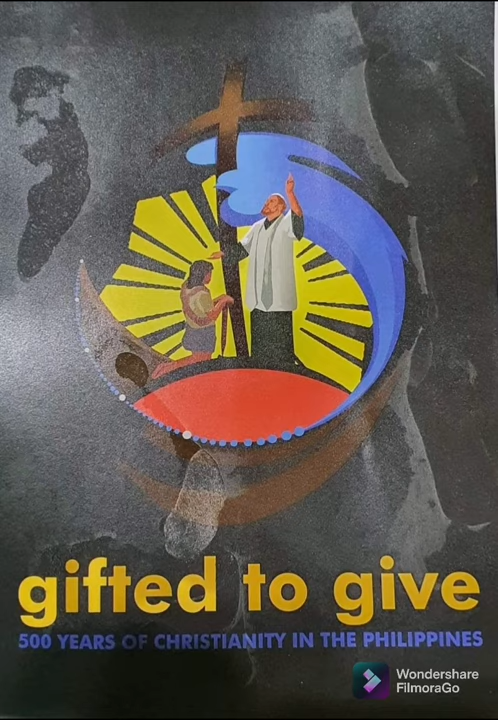 gifted to give
500 YEARS OF CHRISTIANITY IN THE PHILIPPINES
Wondershare
FilmoraGo